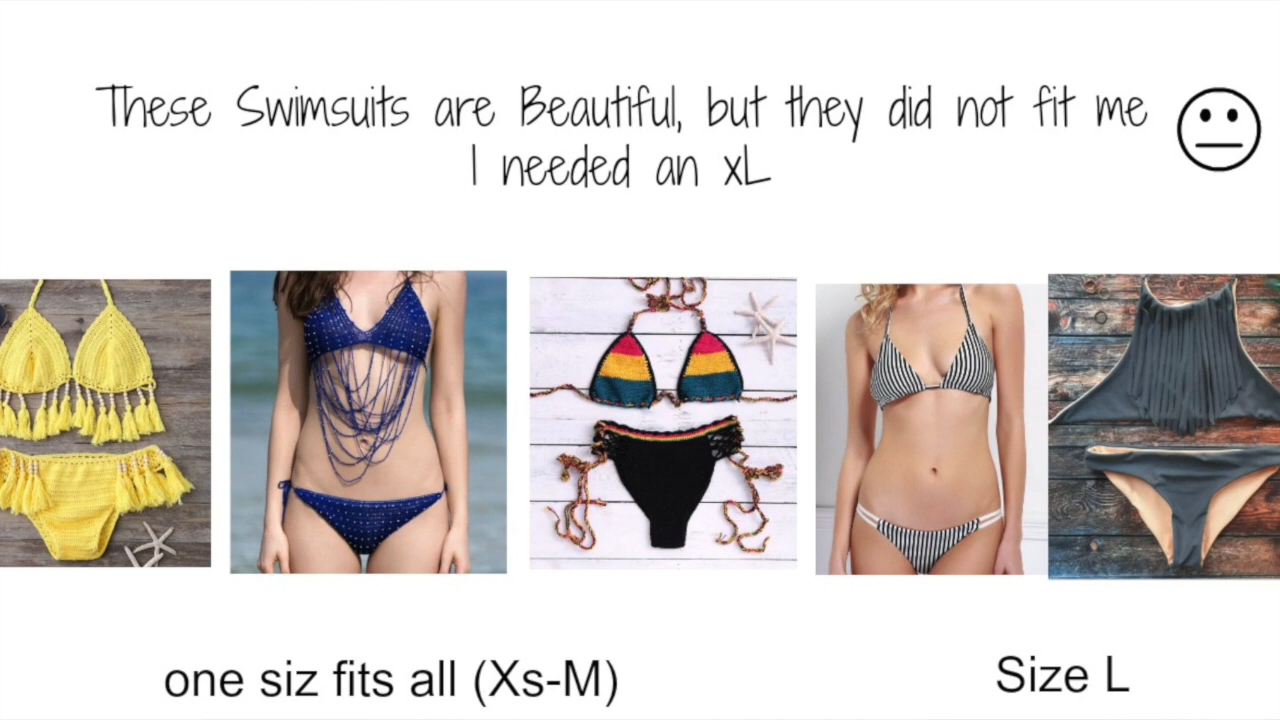 These Swimsuits are Beautiful, but they did not fit me
I needed an xL
one siz fits all (Xs-M)
Size L